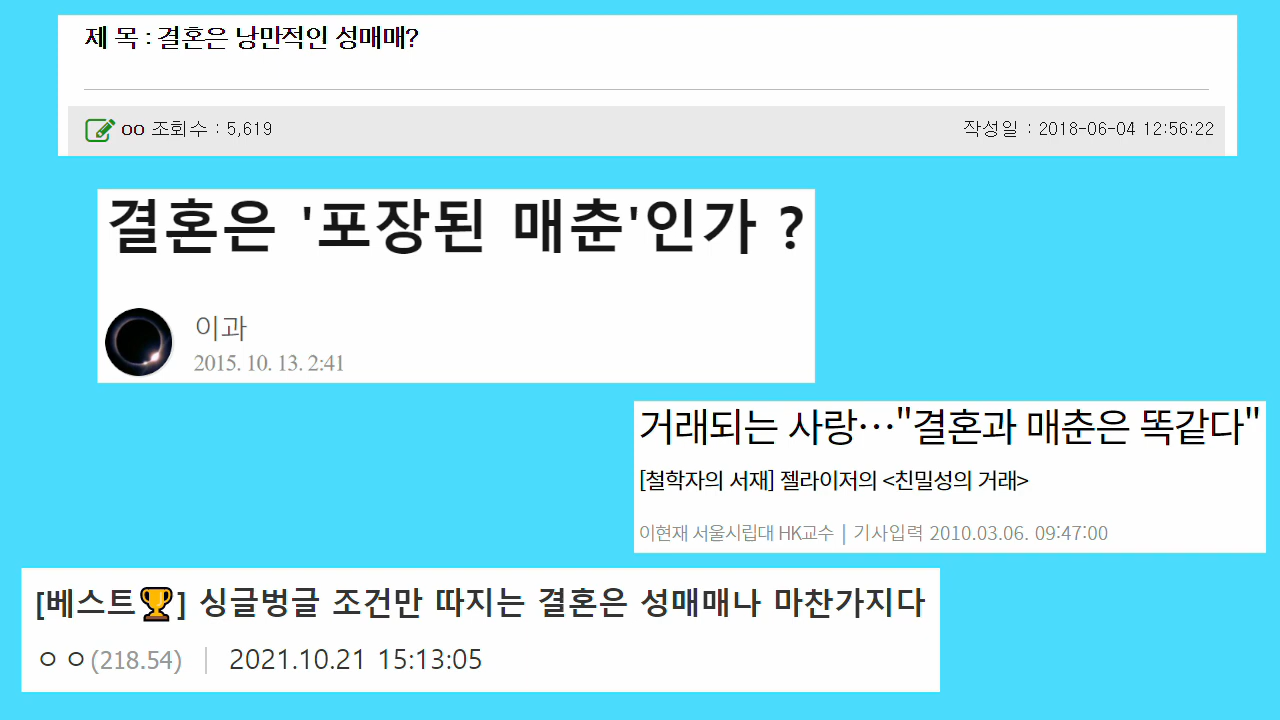 제 목 : 결혼은 낭만적인 성매매?
oo 조회수 : 5,619
작성일 : 2018-06-04 12:56:22
결혼은 '포장된 매춘'인가 ?
이과
2015. 10. 13. 2:41
거래되는 사랑…"결혼과 매춘은 똑같다"
[철학자의 서재] 젤라이저의 <친밀성의 거래>
이현재 서울시립대 HK교수 | 기사입력 2010.03.06. 09:47:00
[베스트🏆] 싱글벙글 조건만 따지는 결혼은 성매매나 마찬가지다
ㅇㅇ(218.54) | 2021.10.21 15:13:05